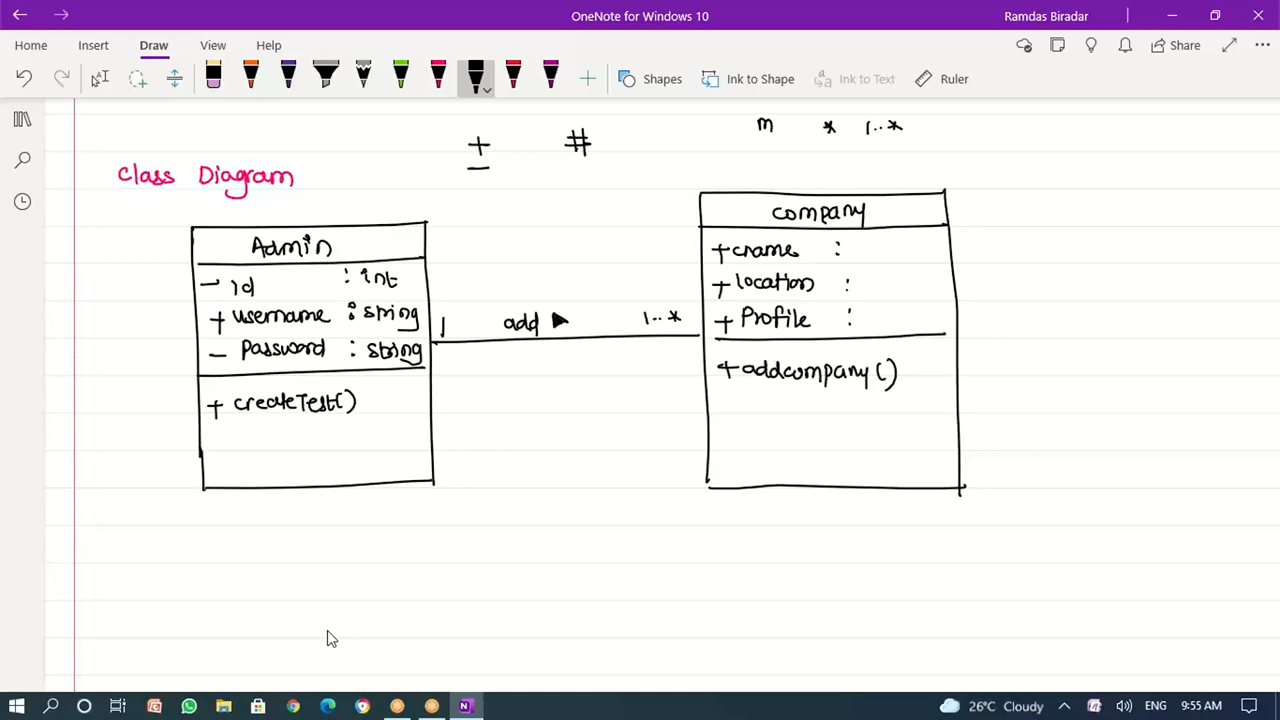 OneNote for Windows 10
Ramdas Biradar
Home Insert Draw View Help
Share
Shapes
Ink to Shape
Ink to Text
Ruler
+ #
−
m * 1..*
Class Diagram
Admin
− id : int
+ username : string
− Password : string
+ createTest()
1 add ▶ 1..*
company
+ cname :
+ location :
+ Profile :
+ addcompany()
26°C Cloudy
ENG
9:55 AM